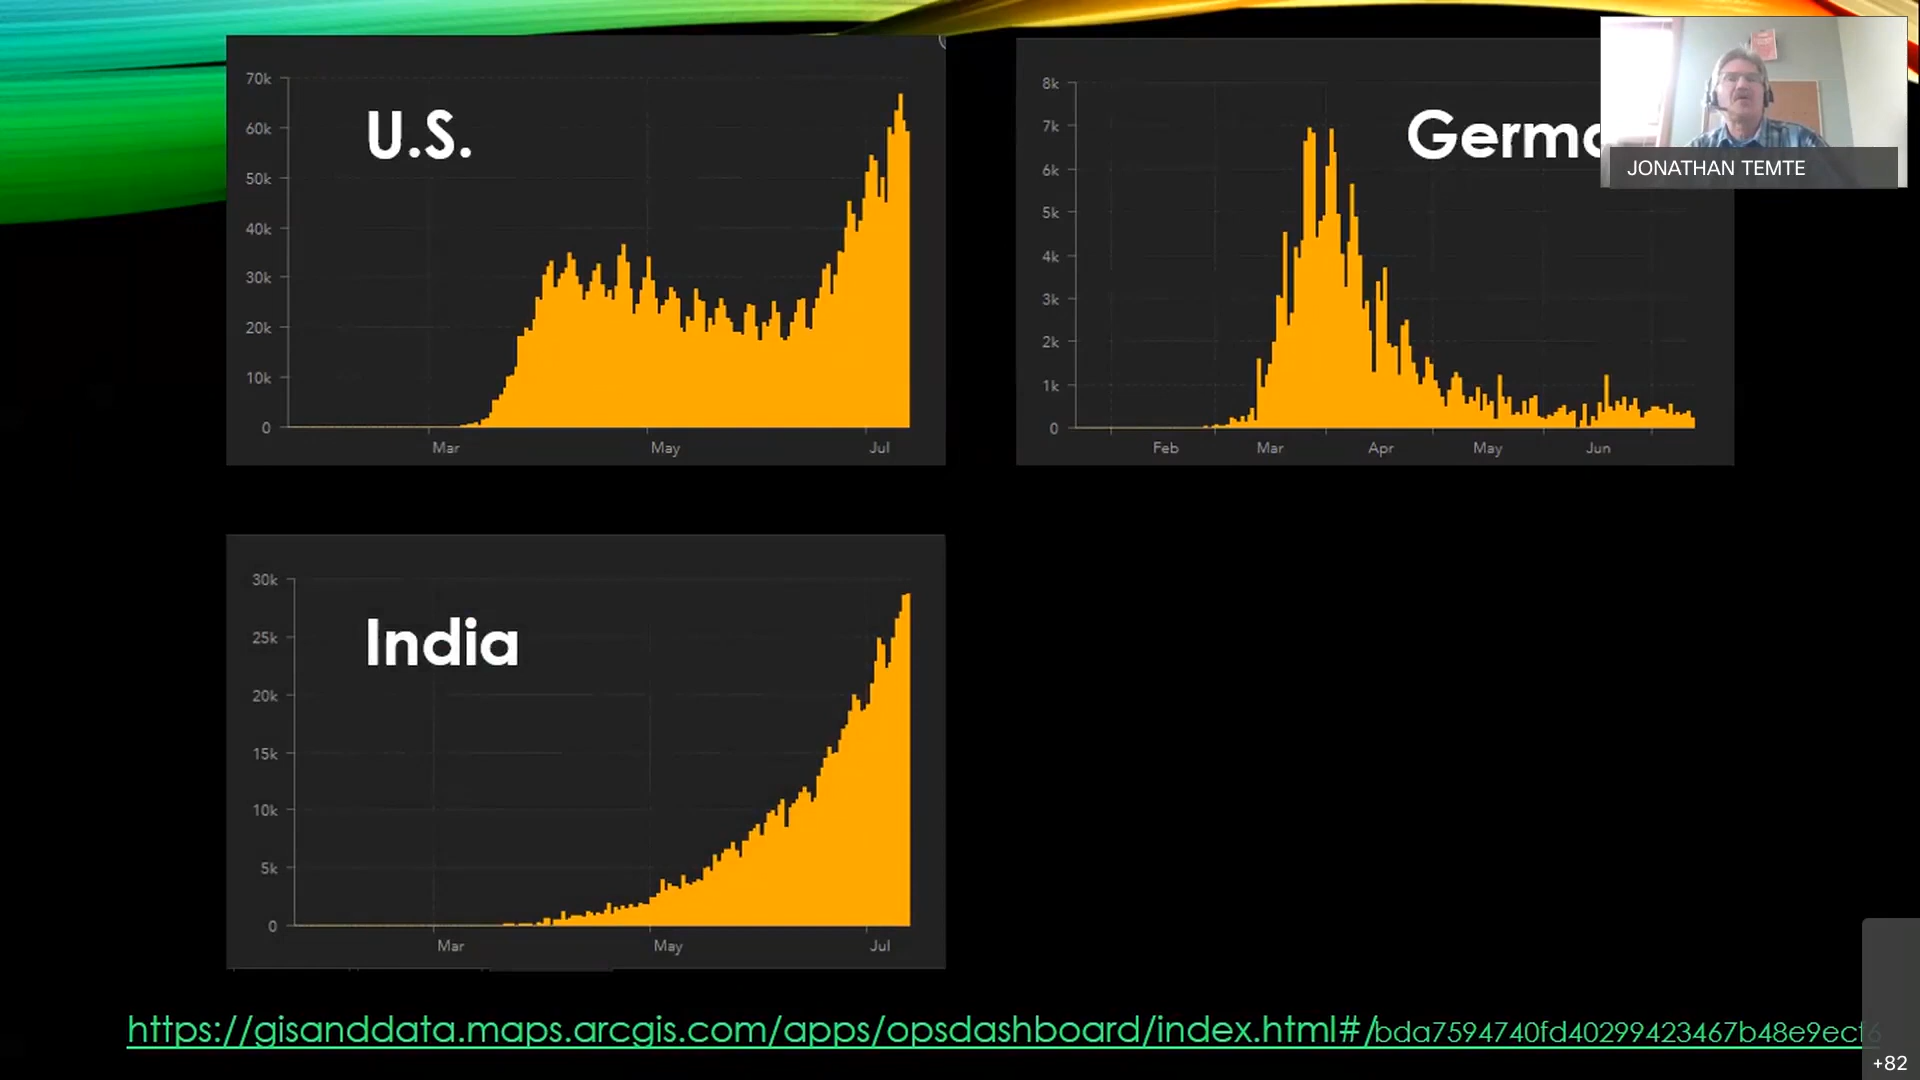 70k
60k
50k
40k
30k
20k
10k
0
U.S.
Mar May Jul
8k
7k
6k
5k
4k
3k
2k
1k
0
Germa
Feb Mar Apr May Jun
JONATHAN TEMTE
30k
25k
20k
15k
10k
5k
0
India
Mar May Jul
https://gisanddata.maps.arcgis.com/apps/opsdashboard/index.html#/bda7594740fd40299423467b48e9ecf6
+82